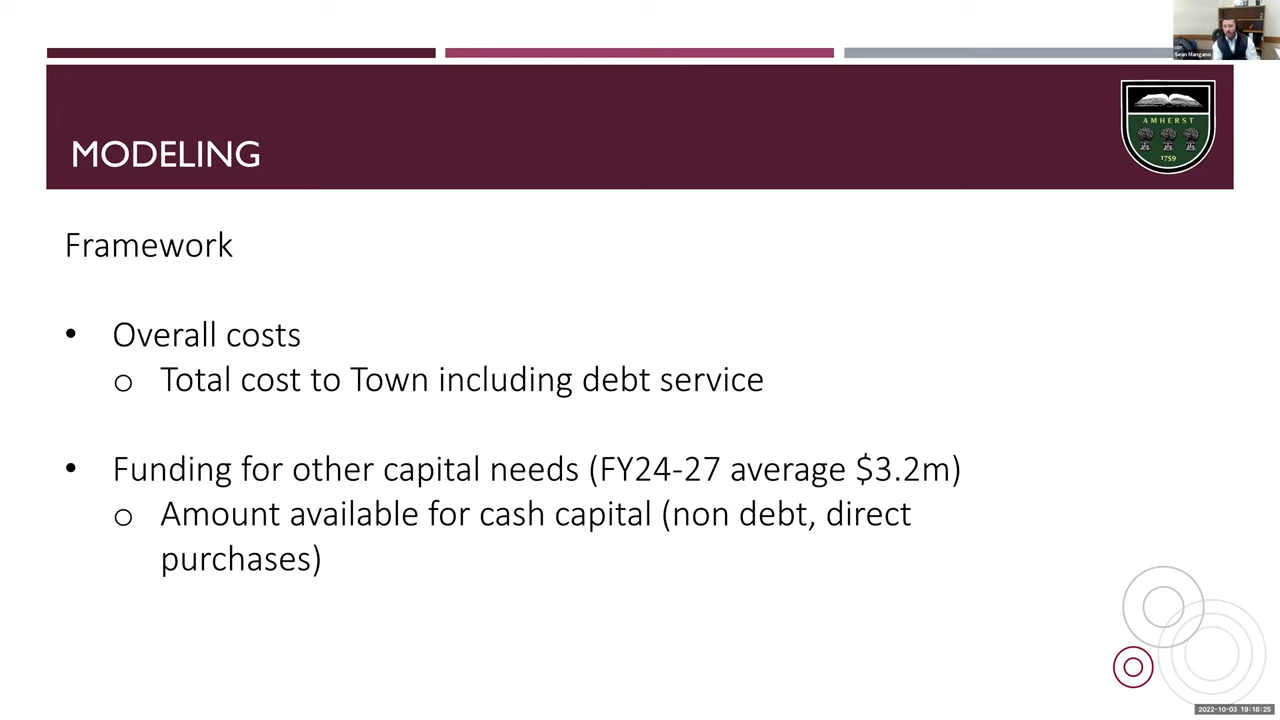 Sean Mangano
AMHERST
1759
MODELING
Framework
• Overall costs
o Total cost to Town including debt service
• Funding for other capital needs (FY24-27 average $3.2m)
o Amount available for cash capital (non debt, direct
purchases)
2022-10-03 19:18:25